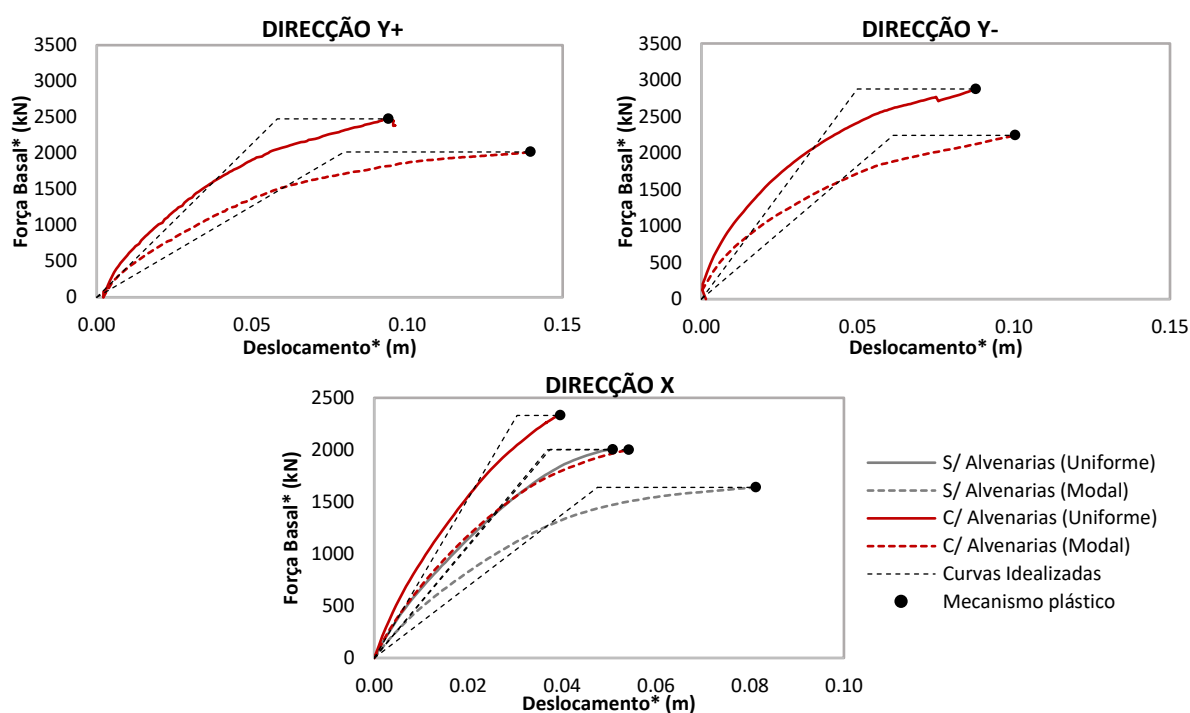 DIRECÇÃO Y+
3500
3000
2500
2000
1500
1000
500
0
Força Basal* (kN)
0.00 0.05 0.10 0.15
Deslocamento* (m)
DIRECÇÃO Y-
3500
3000
2500
2000
1500
1000
500
0
Força Basal* (kN)
0.00 0.05 0.10 0.15
Deslocamento* (m)
DIRECÇÃO X
2500
2000
1500
1000
500
0
Força Basal* (kN)
0.00 0.02 0.04 0.06 0.08 0.10
Deslocamento* (m)
S/ Alvenarias (Uniforme)
S/ Alvenarias (Modal)
C/ Alvenarias (Uniforme)
C/ Alvenarias (Modal)
Curvas Idealizadas
Mecanismo plástico